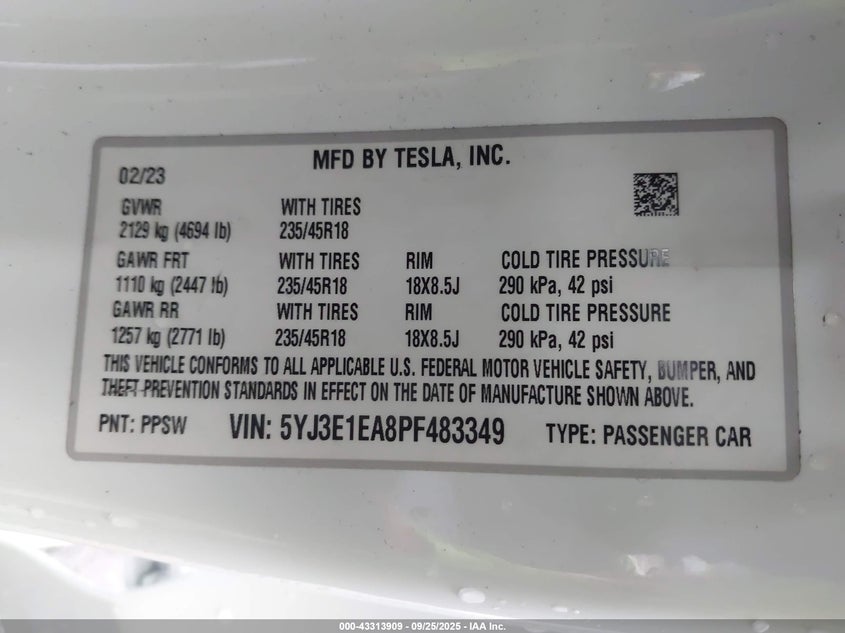 MFD BY TESLA, INC.
02/23
GVWR WITH TIRES
2129 kg (4694 lb) 235/45R18
GAWR FRT WITH TIRES RIM COLD TIRE PRESSURE
1110 kg (2447 lb) 235/45R18 18X8.5J 290 kPa, 42 psi
GAWR RR WITH TIRES RIM COLD TIRE PRESSURE
1257 kg (2771 lb) 235/45R18 18X8.5J 290 kPa, 42 psi
THIS VEHICLE CONFORMS TO ALL APPLICABLE U.S. FEDERAL MOTOR VEHICLE SAFETY, BUMPER, AND
THEFT PREVENTION STANDARDS IN EFFECT ON THE DATE OF MANUFACTURE SHOWN ABOVE.
PNT: PPSW VIN: 5YJ3E1EA8PF483349 TYPE: PASSENGER CAR
000-43313909 - 09/25/2025 - IAA Inc.